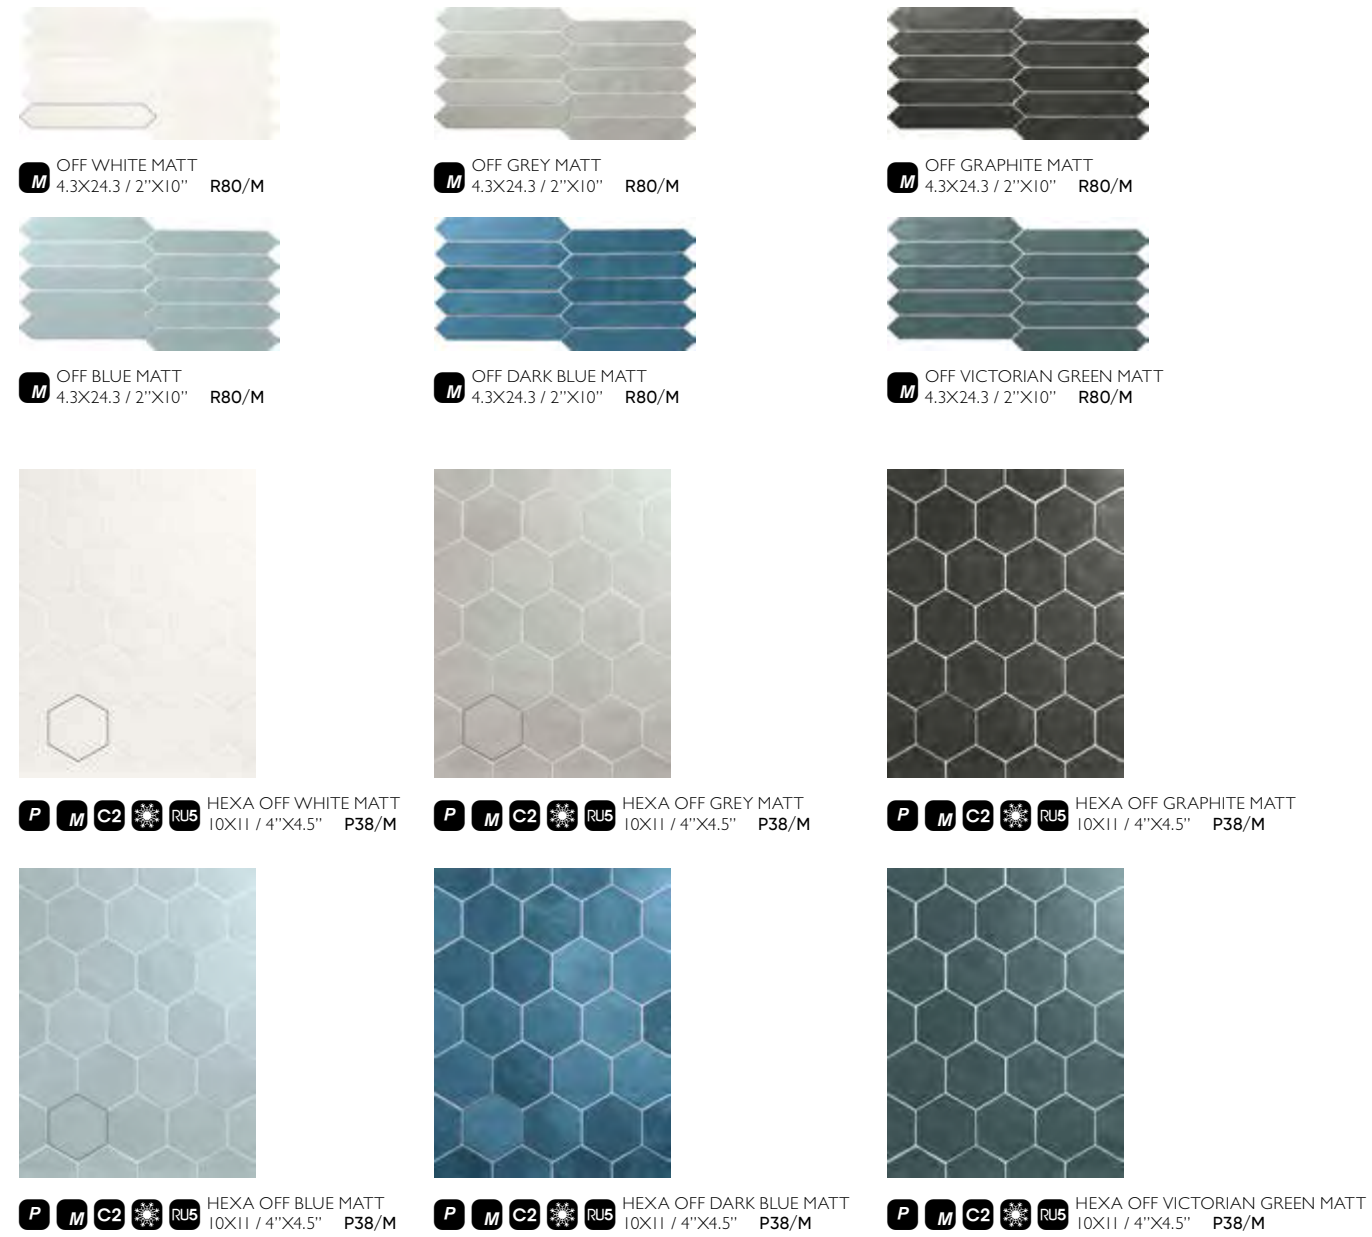 OFF WHITE MATT
M 4.3X24.3 / 2”X10” R80/M
OFF GREY MATT
M 4.3X24.3 / 2”X10” R80/M
OFF GRAPHITE MATT
M 4.3X24.3 / 2”X10” R80/M
OFF BLUE MATT
M 4.3X24.3 / 2”X10” R80/M
OFF DARK BLUE MATT
M 4.3X24.3 / 2”X10” R80/M
OFF VICTORIAN GREEN MATT
M 4.3X24.3 / 2”X10” R80/M
P M C2 RU5 HEXA OFF WHITE MATT
10X11 / 4”X4.5” P38/M
P M C2 RU5 HEXA OFF GREY MATT
10X11 / 4”X4.5” P38/M
P M C2 RU5 HEXA OFF GRAPHITE MATT
10X11 / 4”X4.5” P38/M
P M C2 RU5 HEXA OFF BLUE MATT
10X11 / 4”X4.5” P38/M
P M C2 RU5 HEXA OFF DARK BLUE MATT
10X11 / 4”X4.5” P38/M
P M C2 RU5 HEXA OFF VICTORIAN GREEN MATT
10X11 / 4”X4.5” P38/M